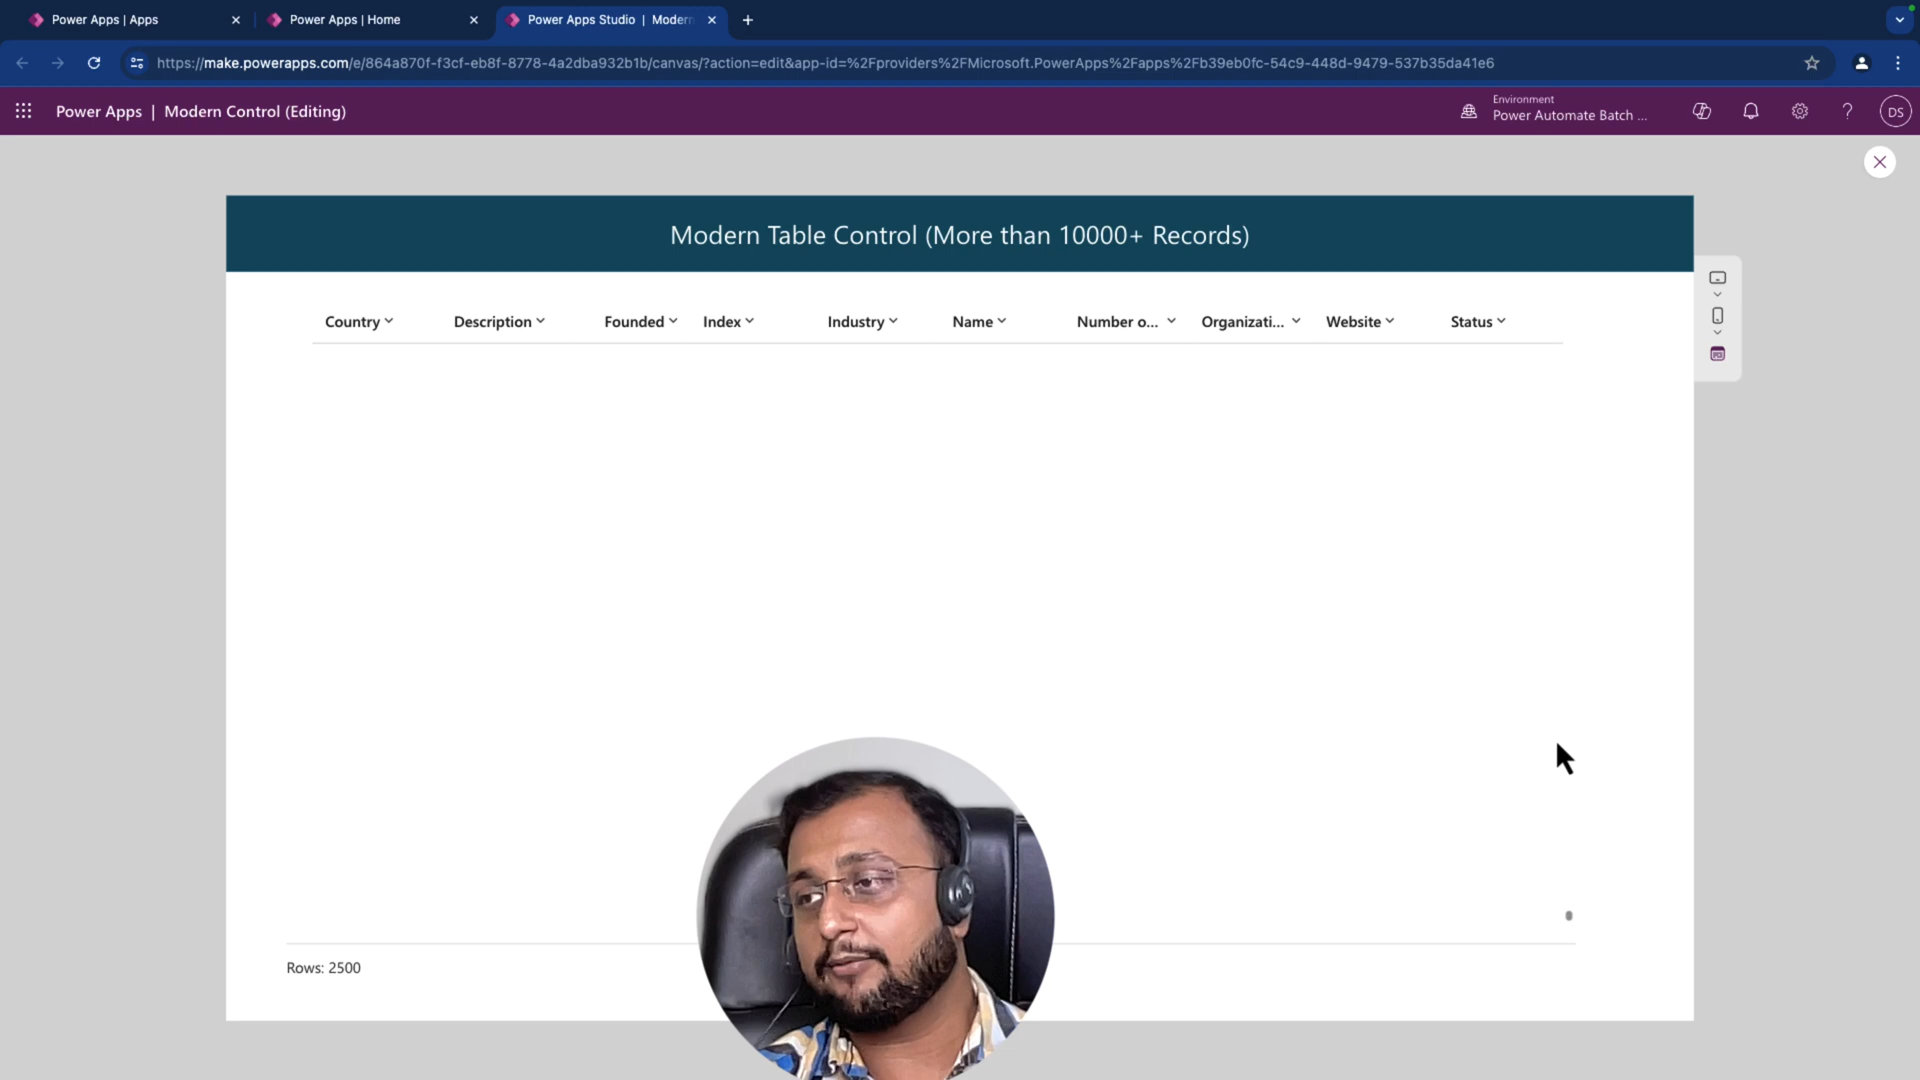 Power Apps | Apps
Power Apps | Home
Power Apps Studio | Modern
https://make.powerapps.com/e/864a870f-f3cf-eb8f-8778-4a2dba932b1b/canvas/?action=edit&app-id=%2Fproviders%2FMicrosoft.PowerApps%2Fapps%2Fb39eb0fc-54c9-448d-9479-537b35da41e6
Power Apps | Modern Control (Editing)
Environment
Power Automate Batch ...
DS
Modern Table Control (More than 10000+ Records)
Country Description Founded Index Industry Name Number o... Organizati... Website Status
Rows: 2500